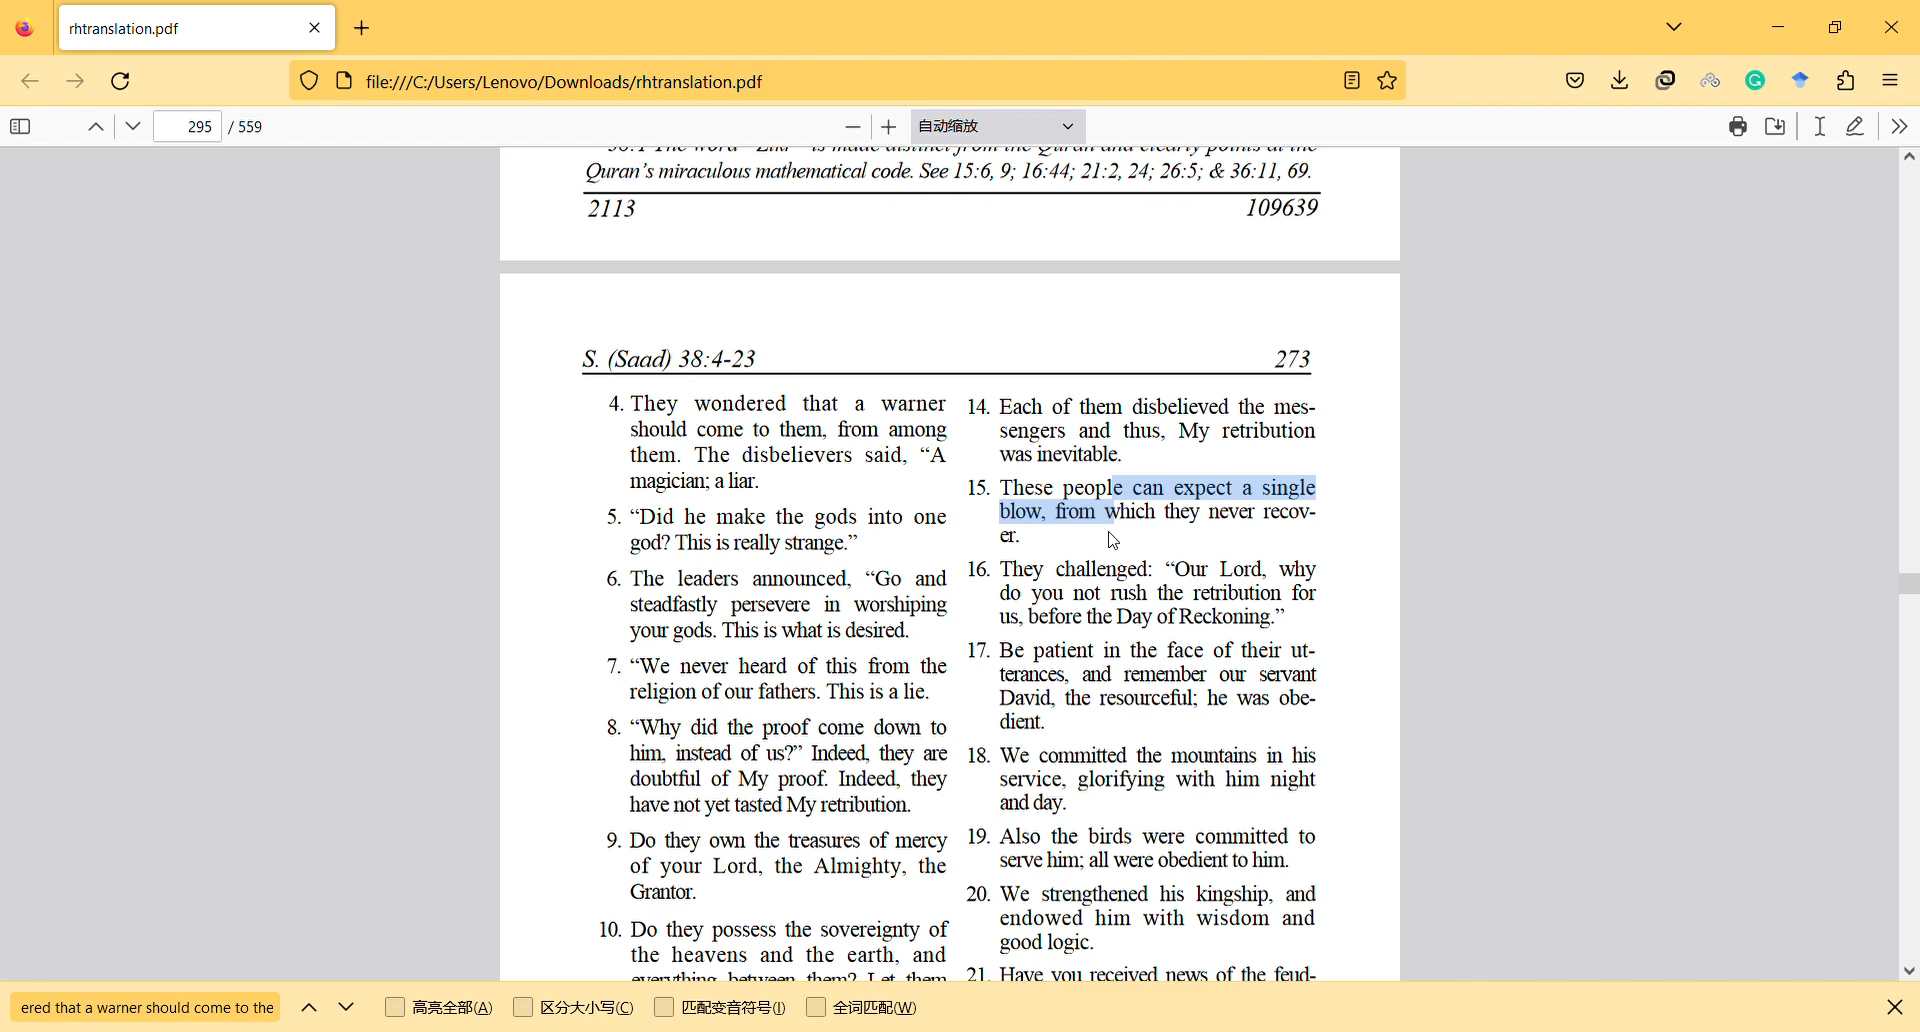 rhtranslation.pdf
file:///C:/Users/Lenovo/Downloads/rhtranslation.pdf
295 / 559
自动缩放
Quran's miraculous mathematical code. See 15:6, 9; 16:44; 21:2, 24; 26:5; & 36:11, 69.
2113 109639
S. (Saad) 38:4-23 273
4. They wondered that a warner
should come to them, from among
them. The disbelievers said, “A
magician; a liar.
5. “Did he make the gods into one
god? This is really strange.”
6. The leaders announced, “Go and
steadfastly persevere in worshiping
your gods. This is what is desired.
7. “We never heard of this from the
religion of our fathers. This is a lie.
8. “Why did the proof come down to
him, instead of us?” Indeed, they are
doubtful of My proof. Indeed, they
have not yet tasted My retribution.
9. Do they own the treasures of mercy
of your Lord, the Almighty, the
Grantor.
10. Do they possess the sovereignty of
the heavens and the earth, and
everything between them? Let them
14. Each of them disbelieved the mes-
sengers and thus, My retribution
was inevitable.
15. These people can expect a single
blow, from which they never recov-
er.
16. They challenged: “Our Lord, why
do you not rush the retribution for
us, before the Day of Reckoning.”
17. Be patient in the face of their ut-
terances, and remember our servant
David, the resourceful; he was obe-
dient.
18. We committed the mountains in his
service, glorifying with him night
and day.
19. Also the birds were committed to
serve him; all were obedient to him.
20. We strengthened his kingship, and
endowed him with wisdom and
good logic.
21. Have you received news of the feud-
ered that a warner should come to the
高亮全部(A)
区分大小写(C)
匹配变音符号(I)
全词匹配(W)